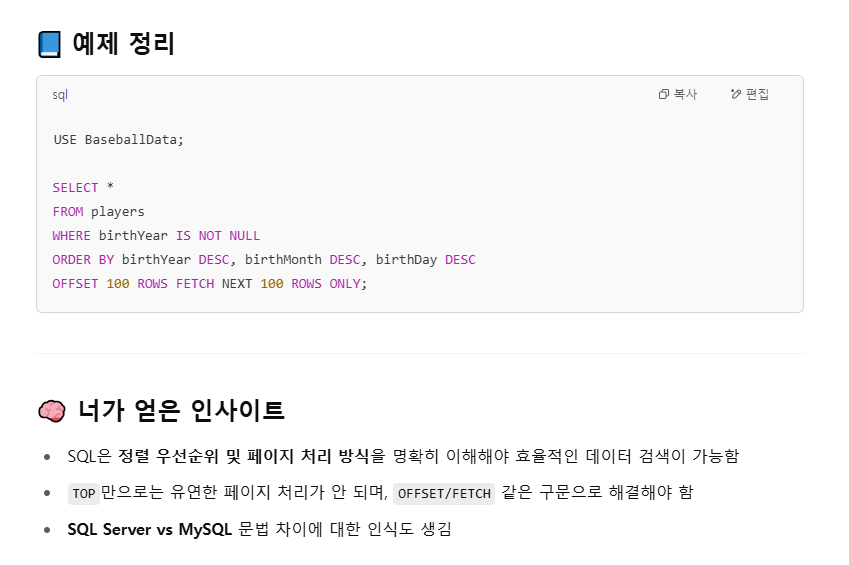 📘 예제 정리
sql 복사 편집
USE BaseballData;
SELECT *
FROM players
WHERE birthYear IS NOT NULL
ORDER BY birthYear DESC, birthMonth DESC, birthDay DESC
OFFSET 100 ROWS FETCH NEXT 100 ROWS ONLY;
🧠 너가 얻은 인사이트
• SQL은 정렬 우선순위 및 페이지 처리 방식을 명확히 이해해야 효율적인 데이터 검색이 가능함
• TOP만으로는 유연한 페이지 처리가 안 되며, OFFSET/FETCH 같은 구문으로 해결해야 함
• SQL Server vs MySQL 문법 차이에 대한 인식도 생김